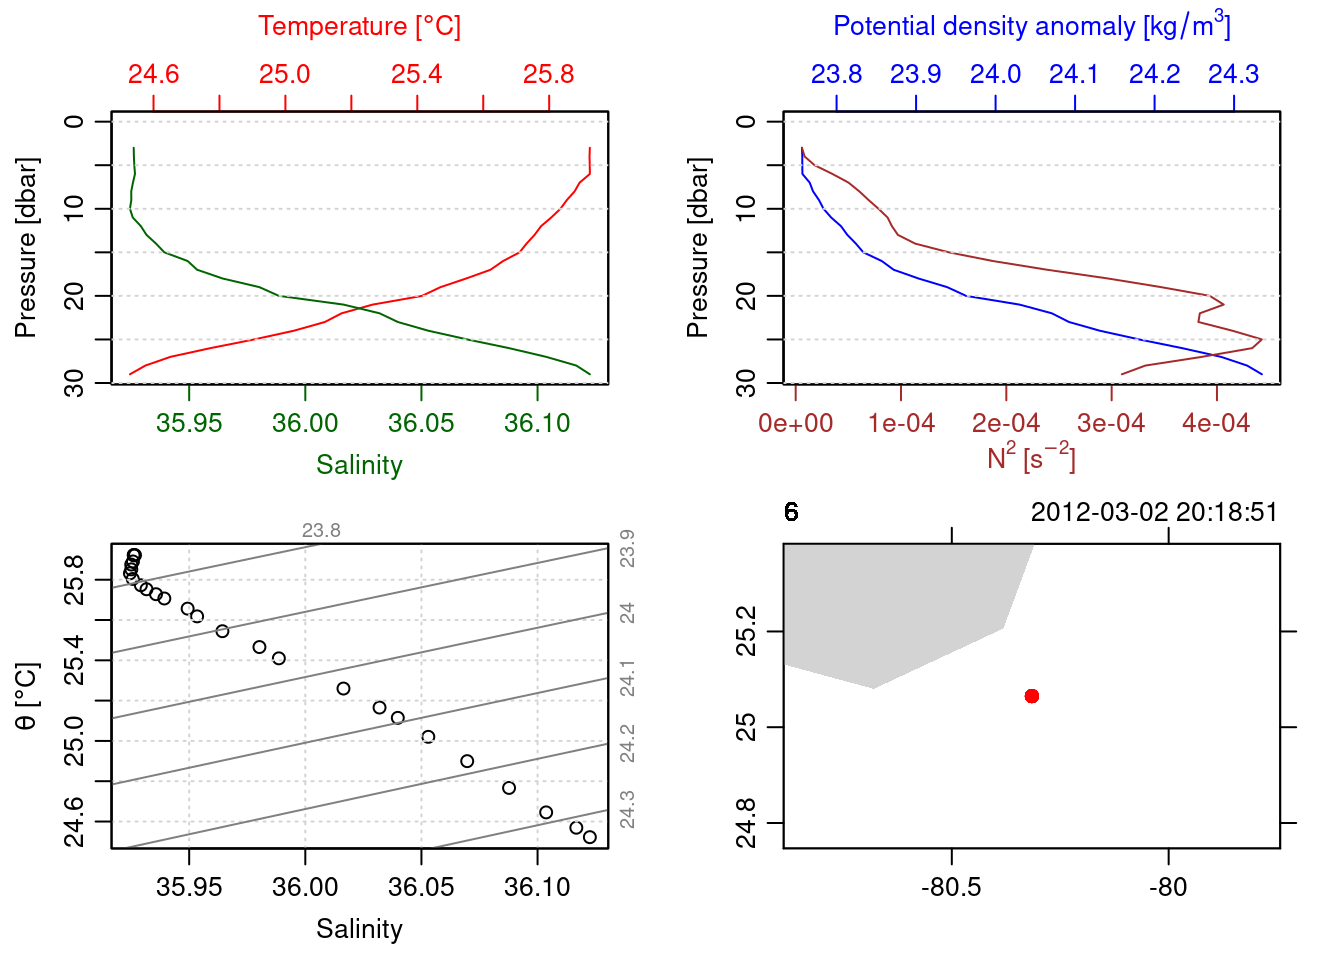 Temperature [°C]
24.6 25.0 25.4 25.8
Pressure [dbar]
0 10 20 30
35.95 36.00 36.05 36.10
Salinity
Potential density anomaly [kg/m³]
23.8 23.9 24.0 24.1 24.2 24.3
Pressure [dbar]
0 10 20 30
0e+00 1e-04 2e-04 3e-04 4e-04
N² [s⁻²]
23.8
23.9
24
24.1
24.2
24.3
θ [°C]
25.8 25.4 25.0 24.6
35.95 36.00 36.05 36.10
Salinity
6 2012-03-02 20:18:51
25.2
25
24.8
-80.5 -80